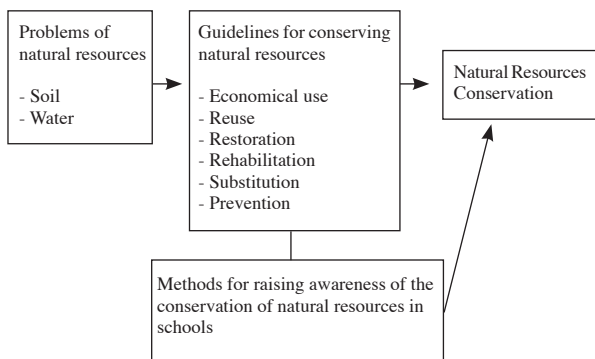 Problems of
natural resources
- Soil
- Water
Guidelines for conserving
natural resources
- Economical use
- Reuse
- Restoration
- Rehabilitation
- Substitution
- Prevention
Natural Resources
Conservation
Methods for raising awareness of the
conservation of natural resources in
schools